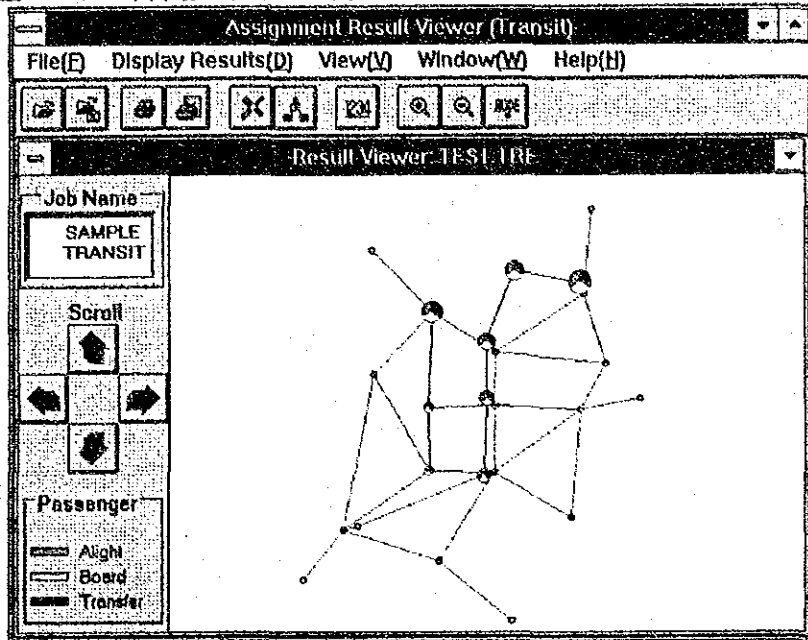 Assignment Result Viewer (Transit)
File(F) Display Results(D) View(V) Window(W) Help(H)
Result Viewer: TEST.TRE
Job Name
SAMPLE
TRANSIT
Scroll
Passenger
Alight
Board
Transfer